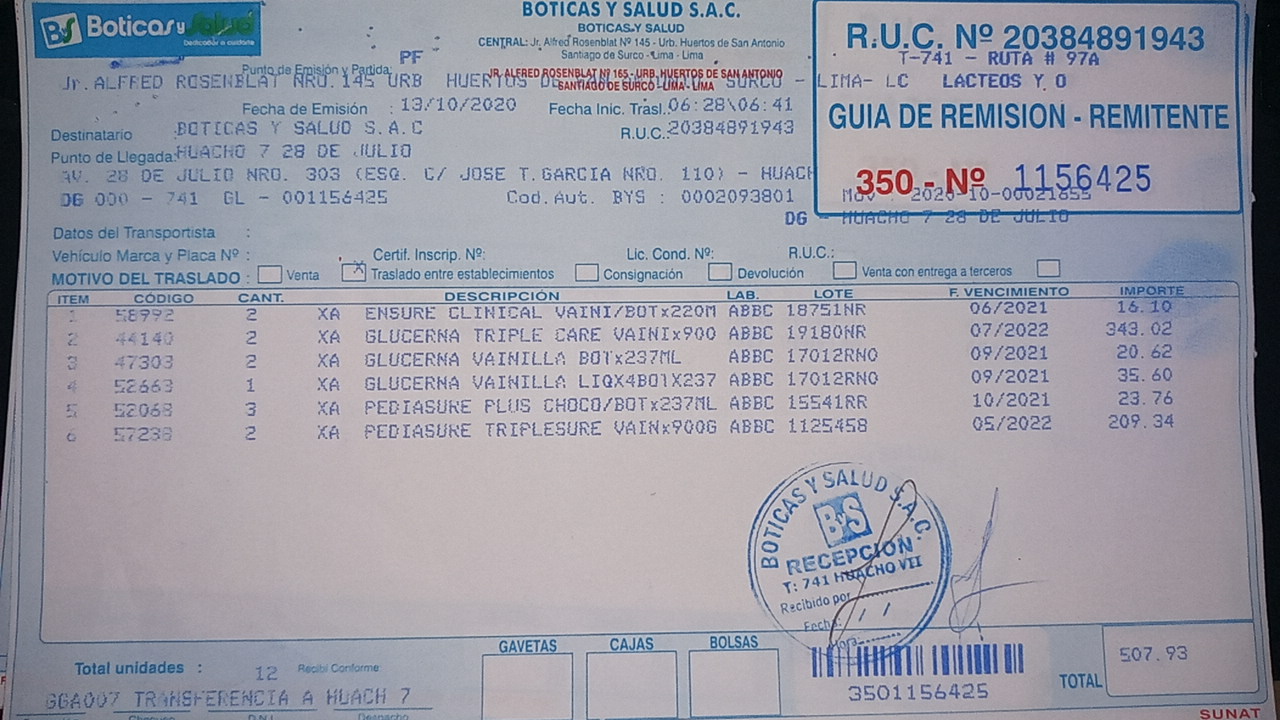 BS Boticas y Salud
Dedicados a cuidarte
BOTICAS Y SALUD S.A.C.
BOTICAS Y SALUD
CENTRAL: Jr. Alfred Rosenblat Nº 145 - Urb. Huertos de San Antonio
Santiago de Surco - Lima - Lima
JR. ALFRED ROSENBLAT Nº 165 - URB. HUERTOS DE SAN ANTONIO
SANTIAGO DE SURCO - LIMA - LIMA
R.U.C. Nº 20384891943
T-741 - RUTA # 97A
PF
Punto de Emisión y Partida:
Jr. ALFRED ROSENBLAT NRO. 145 URB HUERTOS SURCO - LIMA- LC LACTEOS Y O
Fecha de Emisión : 13/10/2020 Fecha Inic. Trasl.: 06:28\06:41
GUIA DE REMISION - REMITENTE
Destinatario BOTICAS Y SALUD S.A.C R.U.C.: 20384891943
Punto de Llegada: HUACHO 7 28 DE JULIO
AV. 28 DE JULIO NRO. 303 (ESQ. C/ JOSE T.GARCIA NRO. 110) - HUACH
350 - Nº 1156425
DG 000 - 741 GL - 001156425 Cod.Aut. BYS : 0002093801 MOV : 2020-10-00021855
DG - HUACHO 7 28 DE JULIO
Datos del Transportista :
Vehículo Marca y Placa Nº : Certif. Inscrip. Nº: Lic. Cond. Nº: R.U.C.:
MOTIVO DEL TRASLADO : Venta X Traslado entre establecimientos Consignación Devolución Venta con entrega a terceros
ITEM CÓDIGO CANT. DESCRIPCIÓN LAB. LOTE F. VENCIMIENTO IMPORTE
1 58992 2 XA ENSURE CLINICAL VAINI/BOTx220M ABBC 18751NR 06/2021 16.10
2 44140 2 XA GLUCERNA TRIPLE CARE VAINIx900 ABBC 19180NR 07/2022 343.02
3 47303 2 XA GLUCERNA VAINILLA BOTx237ML ABBC 17012RNO 09/2021 20.62
4 52663 1 XA GLUCERNA VAINILLA LIQX4BOTX237 ABBC 17012RNO 09/2021 35.60
5 52068 3 XA PEDIASURE PLUS CHOCO/BOTx237ML ABBC 15541RR 10/2021 23.76
6 57238 2 XA PEDIASURE TRIPLESURE VAINx900G ABBC 1125458 05/2022 209.34
BOTICAS Y SALUD S.A.C.
BYS
RECEPCIÓN
T: 741 HUACHO VII
Recibido por
Fecha: / /
Hora:
GAVETAS CAJAS BOLSAS
Total unidades : 12 Recibí Conforme:
TOTAL 507.93
GGA007 TRANSFERENCIA A HUACH 7
3501156425
Chequeo D.N.I. Despacho
SUNAT